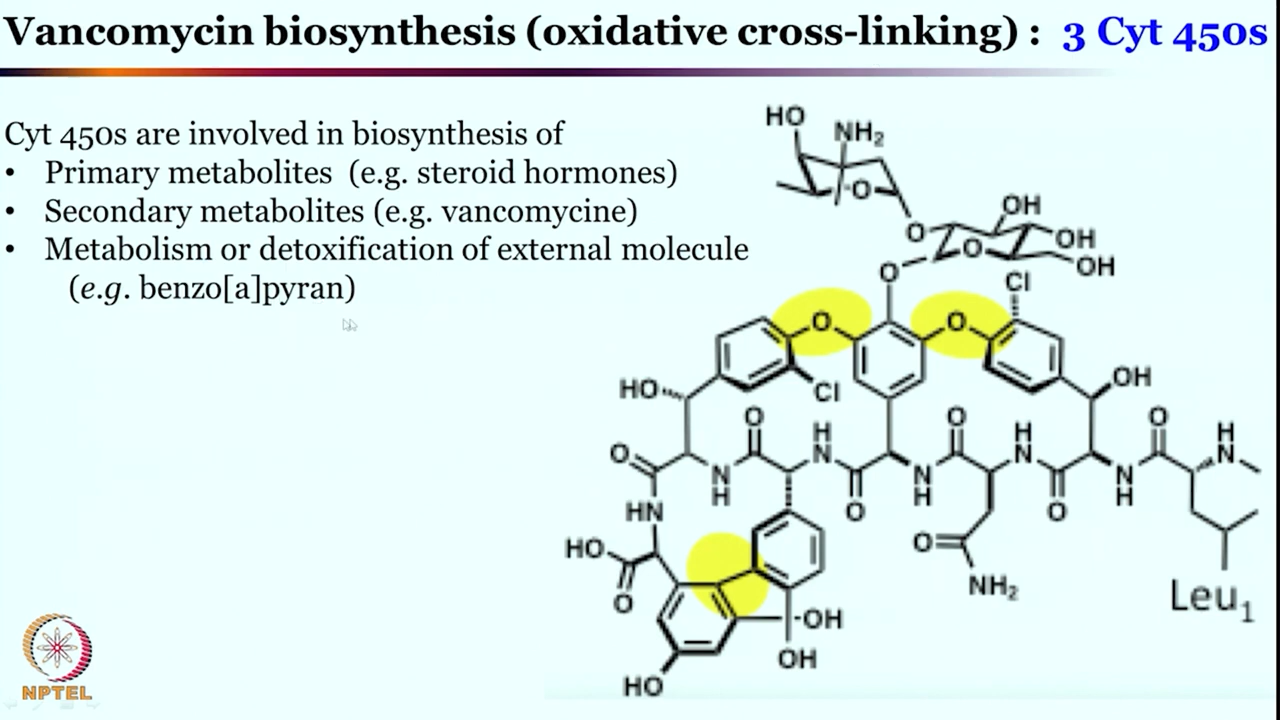 Vancomycin biosynthesis (oxidative cross-linking) : 3 Cyt 450s
Cyt 450s are involved in biosynthesis of
• Primary metabolites (e.g. steroid hormones)
• Secondary metabolites (e.g. vancomycine)
• Metabolism or detoxification of external molecule
(e.g. benzo[a]pyran)
HO
NH₂
O
OH
O
O
OH
OH
O
Cl
O
O
HO
Cl
OH
O
O
H
N
O
H
N
O
H
N
N
H
O
N
H
O
N
H
HN
HO
O
O
NH₂
Leu₁
OH
OH
HO
NPTEL